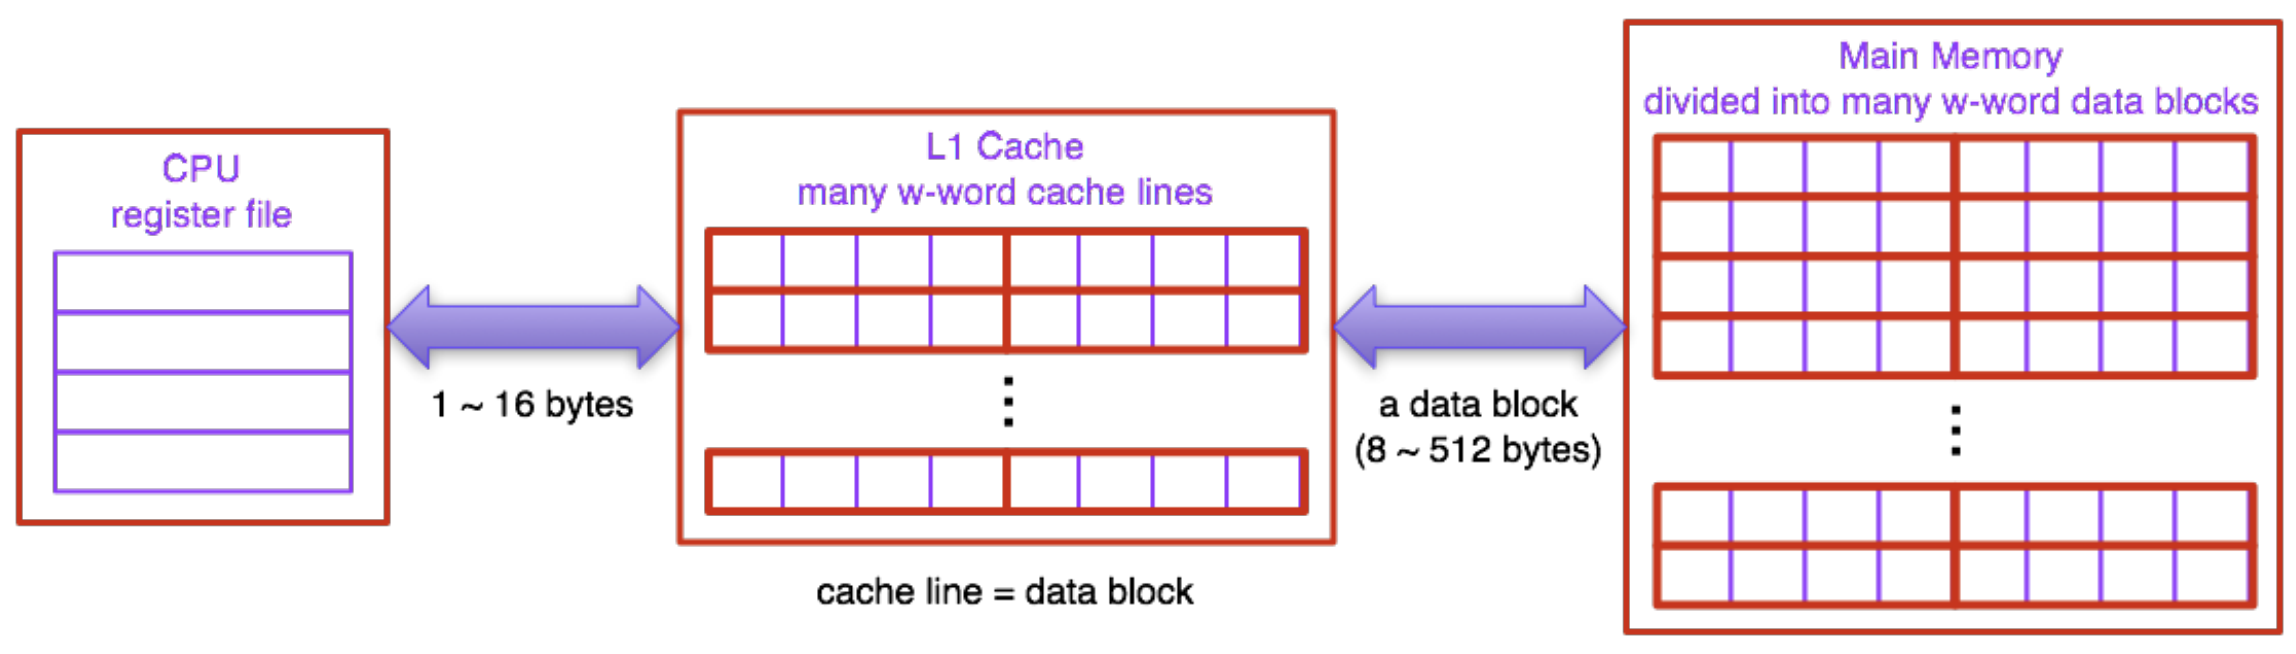 CPU
register file
1 ~ 16 bytes
L1 Cache
many w-word cache lines
cache line = data block
a data block
(8 ~ 512 bytes)
Main Memory
divided into many w-word data blocks